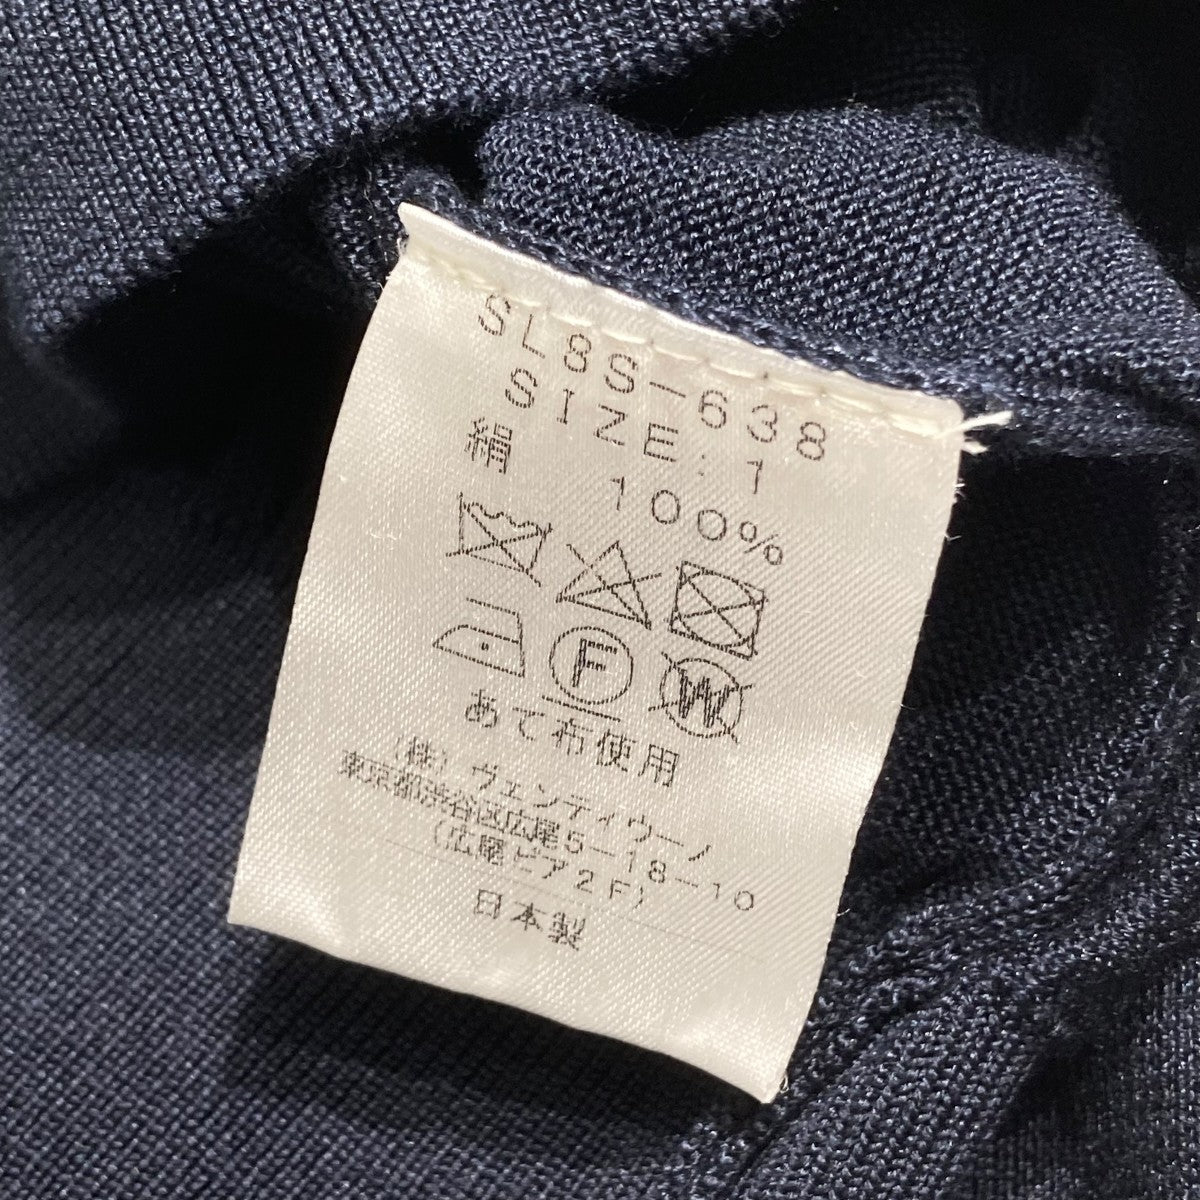 SL8S-638
SIZE:1
絹 100%
F
W
あて布使用
(株)ヴェンティウーノ
東京都渋谷区広尾5-18-10
(広尾ピア2F)
日本製